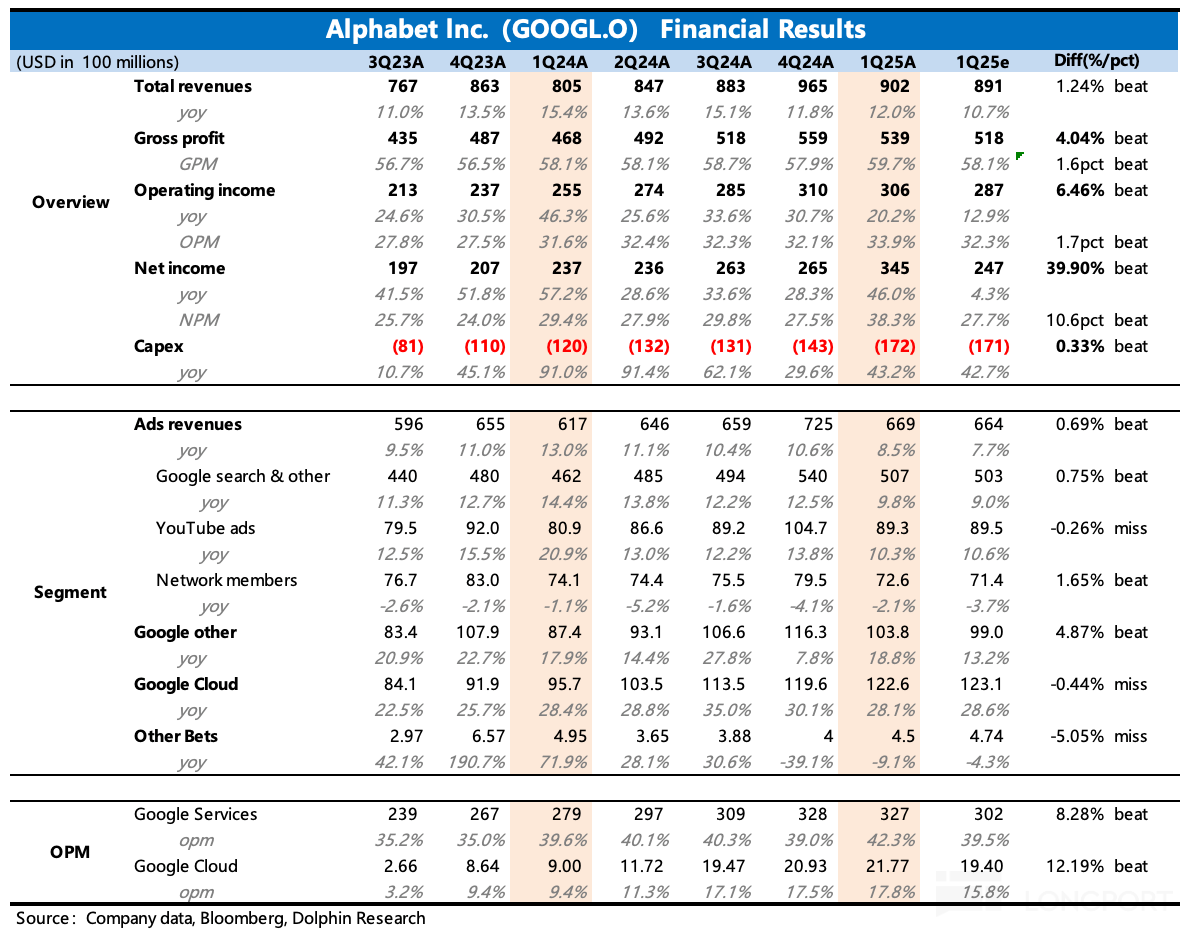 Alphabet Inc. (GOOGL.O) Financial Results
(USD in 100 millions) 3Q23A 4Q23A 1Q24A 2Q24A 3Q24A 4Q24A 1Q25A 1Q25e Diff(%/pct)
Total revenues 767 863 805 847 883 965 902 891 1.24% beat
yoy 11.0% 13.5% 15.4% 13.6% 15.1% 11.8% 12.0% 10.7%
Gross profit 435 487 468 492 518 559 539 518 4.04% beat
GPM 56.7% 56.5% 58.1% 58.1% 58.7% 57.9% 59.7% 58.1% 1.6pct beat
Overview
Operating income 213 237 255 274 285 310 306 287 6.46% beat
yoy 24.6% 30.5% 46.3% 25.6% 33.6% 30.7% 20.2% 12.9%
OPM 27.8% 27.5% 31.6% 32.4% 32.3% 32.1% 33.9% 32.3% 1.7pct beat
Net income 197 207 237 236 263 265 345 247 39.90% beat
yoy 41.5% 51.8% 57.2% 28.6% 33.6% 28.3% 46.0% 4.3%
NPM 25.7% 24.0% 29.4% 27.9% 29.8% 27.5% 38.3% 27.7% 10.6pct beat
Capex (81) (110) (120) (132) (131) (143) (172) (171) 0.33% beat
yoy 10.7% 45.1% 91.0% 91.4% 62.1% 29.6% 43.2% 42.7%
Ads revenues 596 655 617 646 659 725 669 664 0.69% beat
yoy 9.5% 11.0% 13.0% 11.1% 10.4% 10.6% 8.5% 7.7%
Google search & other 440 480 462 485 494 540 507 503 0.75% beat
yoy 11.3% 12.7% 14.4% 13.8% 12.2% 12.5% 9.8% 9.0%
YouTube ads 79.5 92.0 80.9 86.6 89.2 104.7 89.3 89.5 -0.26% miss
yoy 12.5% 15.5% 20.9% 13.0% 12.2% 13.8% 10.3% 10.6%
Segment
Network members 76.7 83.0 74.1 74.4 75.5 79.5 72.6 71.4 1.65% beat
yoy -2.6% -2.1% -1.1% -5.2% -1.6% -4.1% -2.1% -3.7%
Google other 83.4 107.9 87.4 93.1 106.6 116.3 103.8 99.0 4.87% beat
yoy 20.9% 22.7% 17.9% 14.4% 27.8% 7.8% 18.8% 13.2%
Google Cloud 84.1 91.9 95.7 103.5 113.5 119.6 122.6 123.1 -0.44% miss
yoy 22.5% 25.7% 28.4% 28.8% 35.0% 30.1% 28.1% 28.6%
Other Bets 2.97 6.57 4.95 3.65 3.88 4 4.5 4.74 -5.05% miss
yoy 42.1% 190.7% 71.9% 28.1% 30.6% -39.1% -9.1% -4.3%
Google Services 239 267 279 297 309 328 327 302 8.28% beat
opm 35.2% 35.0% 39.6% 40.1% 40.3% 39.0% 42.3% 39.5%
OPM
Google Cloud 2.66 8.64 9.00 11.72 19.47 20.93 21.77 19.40 12.19% beat
opm 3.2% 9.4% 9.4% 11.3% 17.1% 17.5% 17.8% 15.8%
LONGPORT
Source: Company data, Bloomberg, Dolphin Research